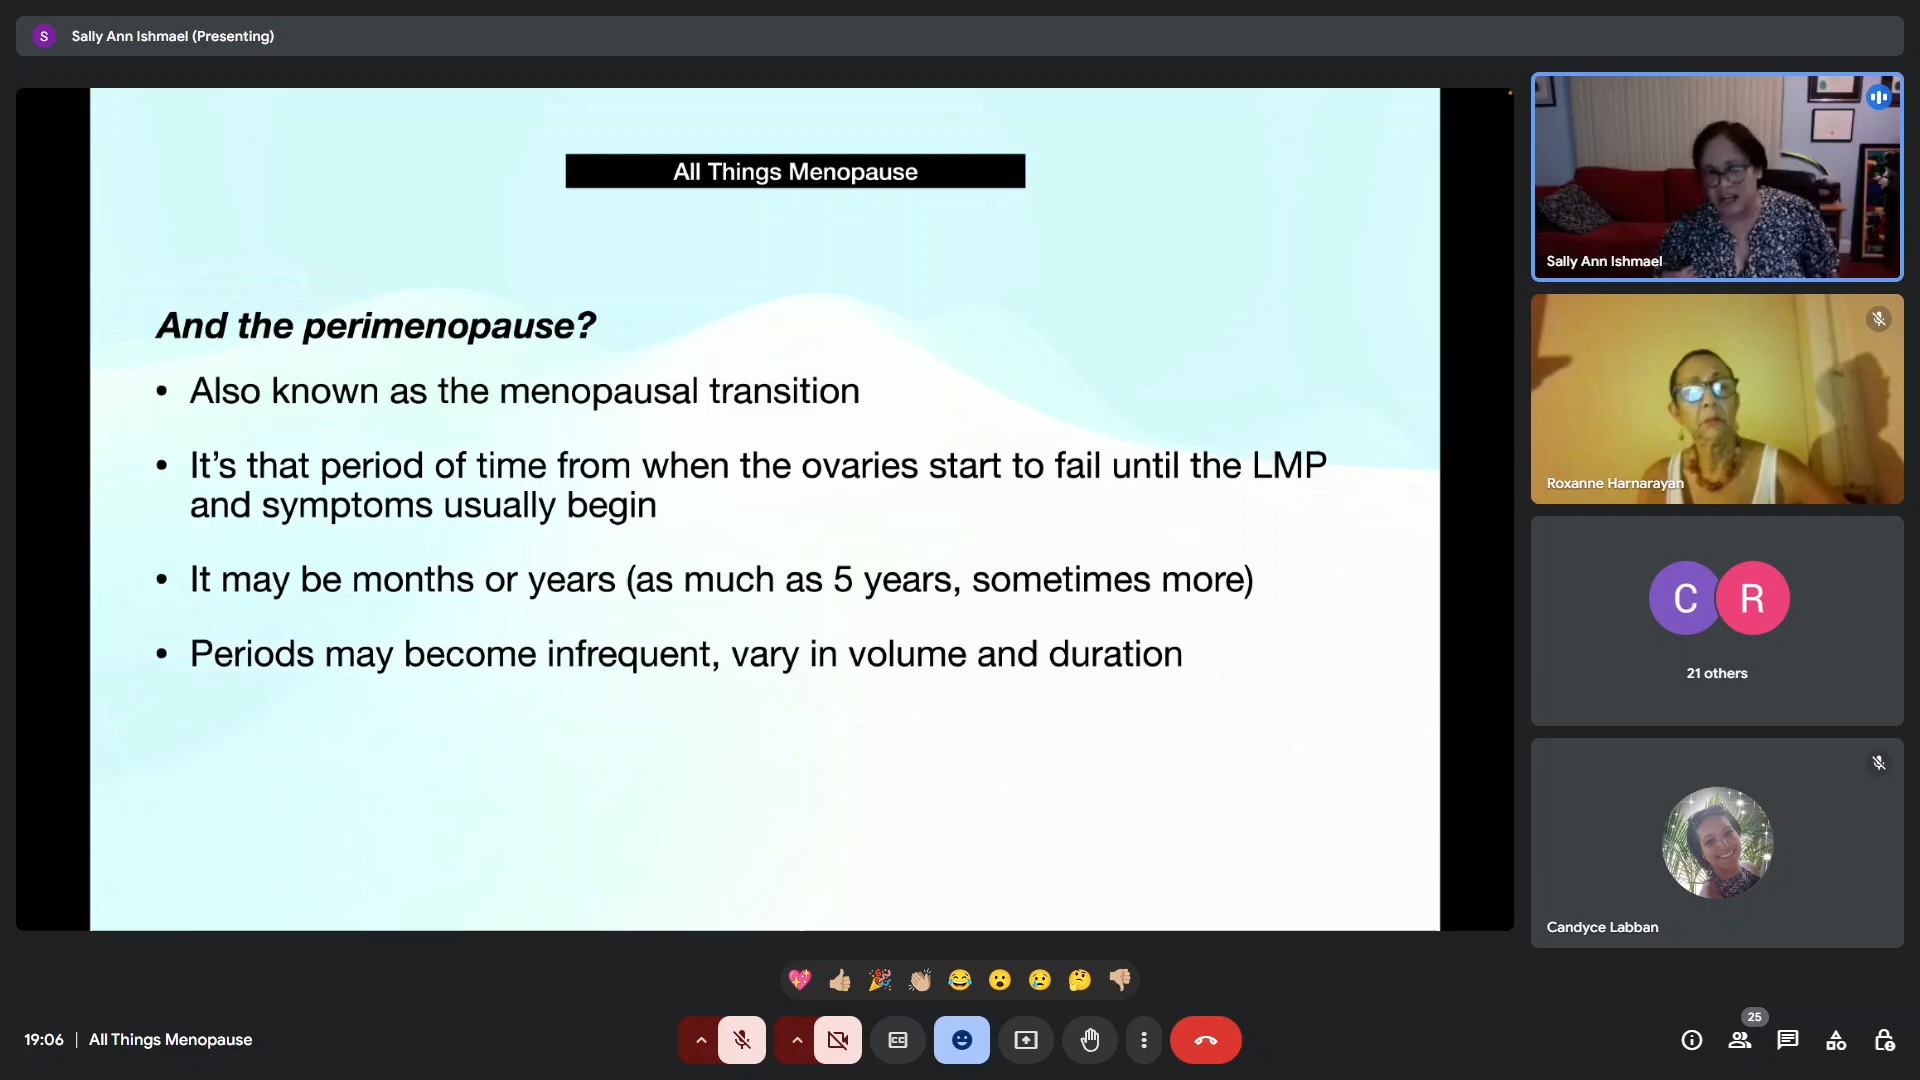 S Sally Ann Ishmael (Presenting)
All Things Menopause
And the perimenopause?
• Also known as the menopausal transition
• It’s that period of time from when the ovaries start to fail until the LMP
and symptoms usually begin
• It may be months or years (as much as 5 years, sometimes more)
• Periods may become infrequent, vary in volume and duration
Sally Ann Ishmael
Roxanne Harnarayan
C R
21 others
Candyce Labban
19:06 | All Things Menopause
CC
25